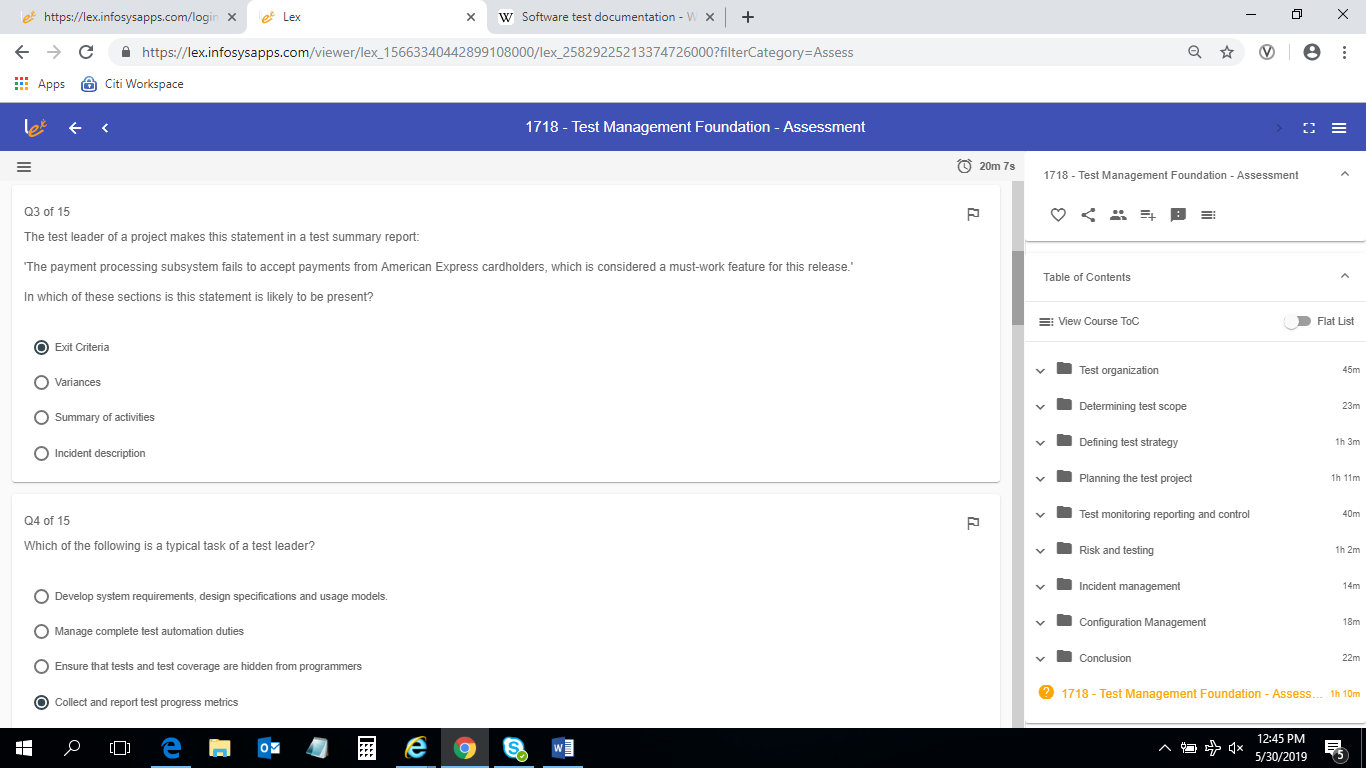 https://lex.infosysapps.com/login
Lex
Software test documentation - W
https://lex.infosysapps.com/viewer/lex_15663340442899108000/lex_25829225213374726000?filterCategory=Assess
Apps
Citi Workspace
Lex
1718 - Test Management Foundation - Assessment
20m 7s
Q3 of 15
The test leader of a project makes this statement in a test summary report:
'The payment processing subsystem fails to accept payments from American Express cardholders, which is considered a must-work feature for this release.'
In which of these sections is this statement is likely to be present?
Exit Criteria
Variances
Summary of activities
Incident description
Q4 of 15
Which of the following is a typical task of a test leader?
Develop system requirements, design specifications and usage models.
Manage complete test automation duties
Ensure that tests and test coverage are hidden from programmers
Collect and report test progress metrics
1718 - Test Management Foundation - Assessment
Table of Contents
View Course ToC
Flat List
Test organization 45m
Determining test scope 23m
Defining test strategy 1h 3m
Planning the test project 1h 11m
Test monitoring reporting and control 40m
Risk and testing 1h 2m
Incident management 14m
Configuration Management 18m
Conclusion 22m
1718 - Test Management Foundation - Assess... 1h 10m
12:45 PM
5/30/2019
5